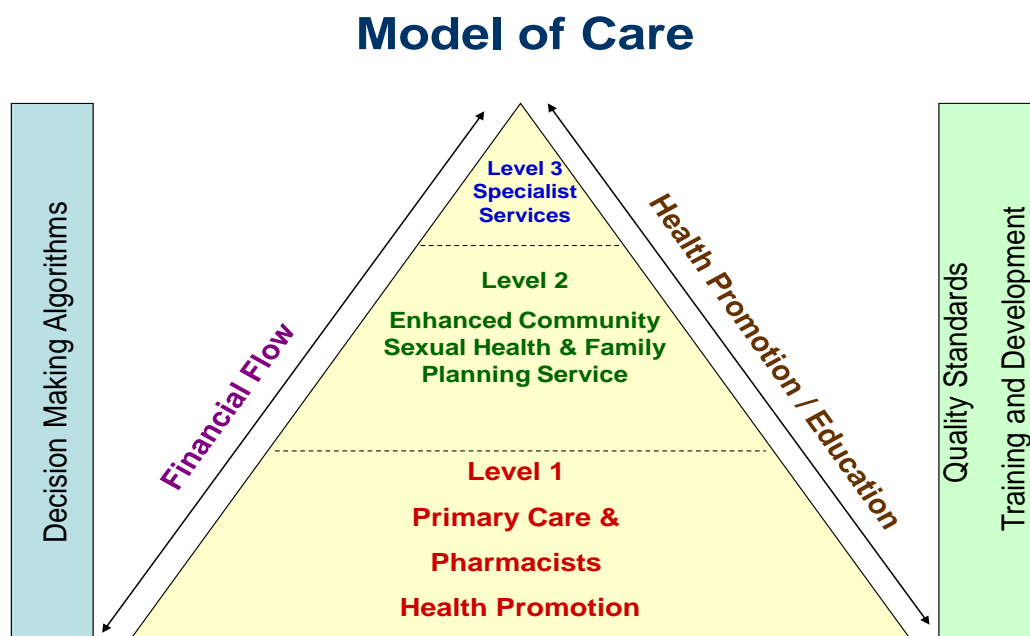 Model of Care
Decision Making Algorithms
Financial Flow
Level 3
Specialist
Services
Level 2
Enhanced Community
Sexual Health & Family
Planning Service
Level 1
Primary Care &
Pharmacists
Health Promotion
Health Promotion / Education
Quality Standards
Training and Development